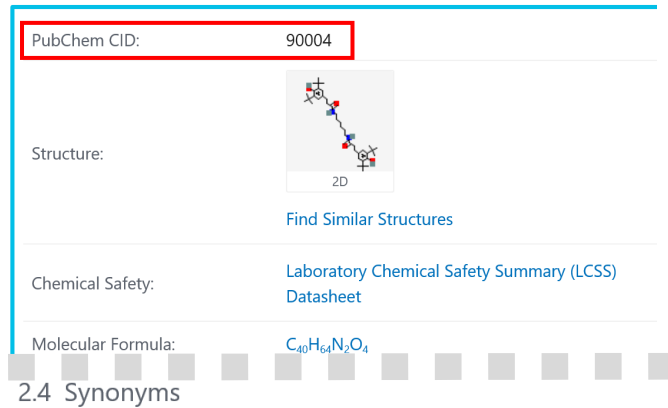 PubChem CID: 90004
Structure:
2D
Find Similar Structures
Chemical Safety: Laboratory Chemical Safety Summary (LCSS)
Datasheet
Molecular Formula: C₄₀H₆₄N₂O₄
2.4 Synonyms